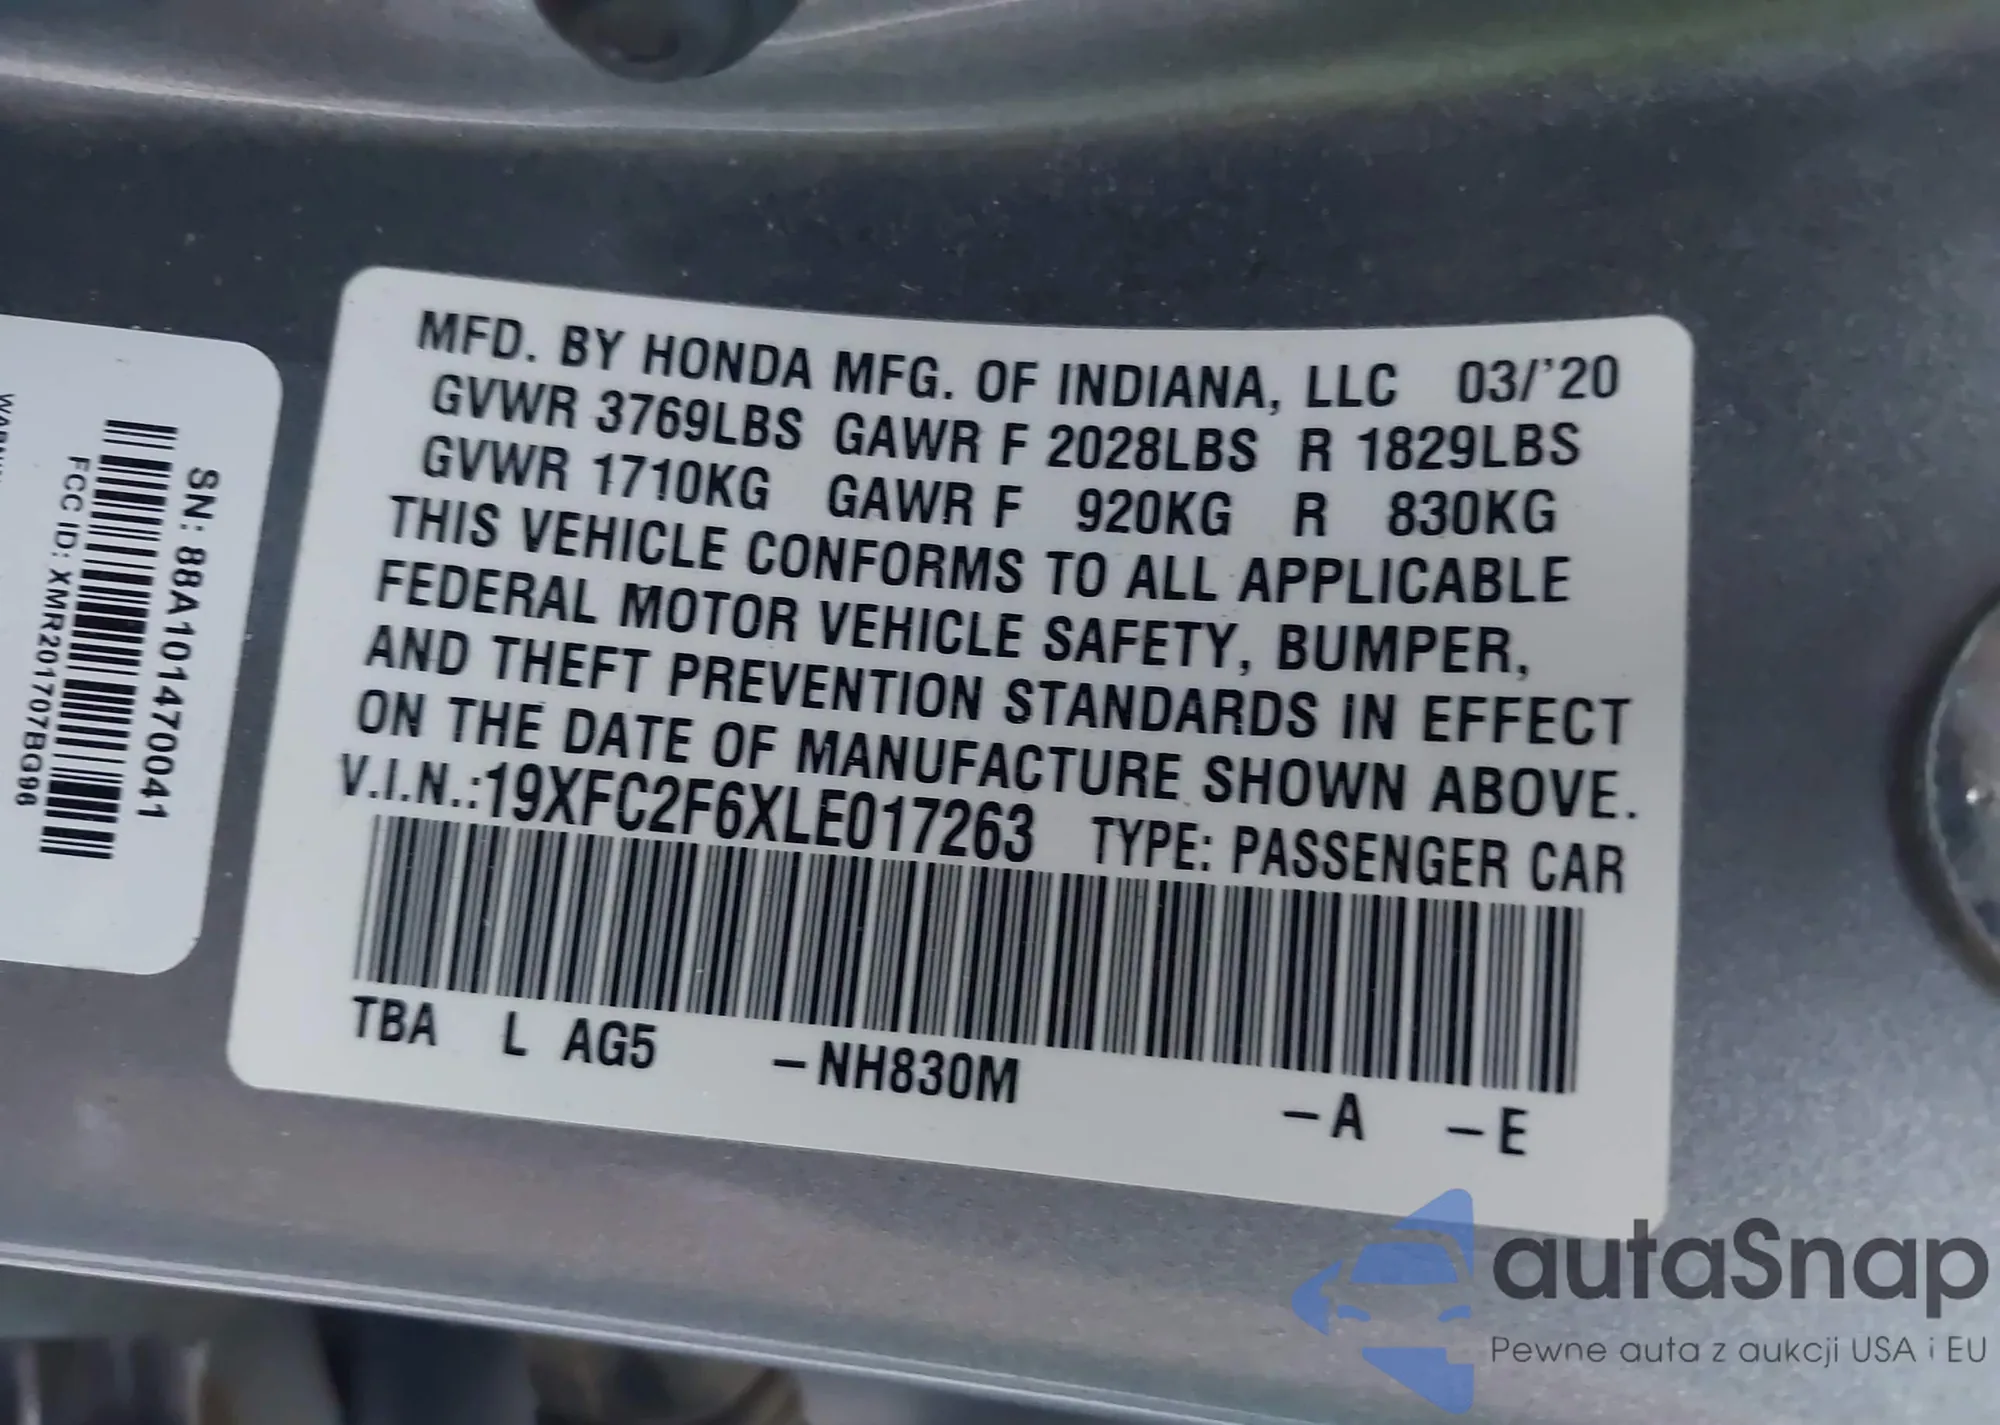 MFD. BY HONDA MFG. OF INDIANA, LLC 03/'20
GVWR 3769LBS GAWR F 2028LBS R 1829LBS
GVWR 1710KG GAWR F 920KG R 830KG
THIS VEHICLE CONFORMS TO ALL APPLICABLE
FEDERAL MOTOR VEHICLE SAFETY, BUMPER,
AND THEFT PREVENTION STANDARDS IN EFFECT
ON THE DATE OF MANUFACTURE SHOWN ABOVE.
V.I.N.:19XFC2F6XLE017263 TYPE: PASSENGER CAR
TBA L AG5 -NH830M -A -E
SN: 88A10147004​1
FCC ID: XMR201707BG96
autaSnap
Pewne auta z aukcji USA i EU